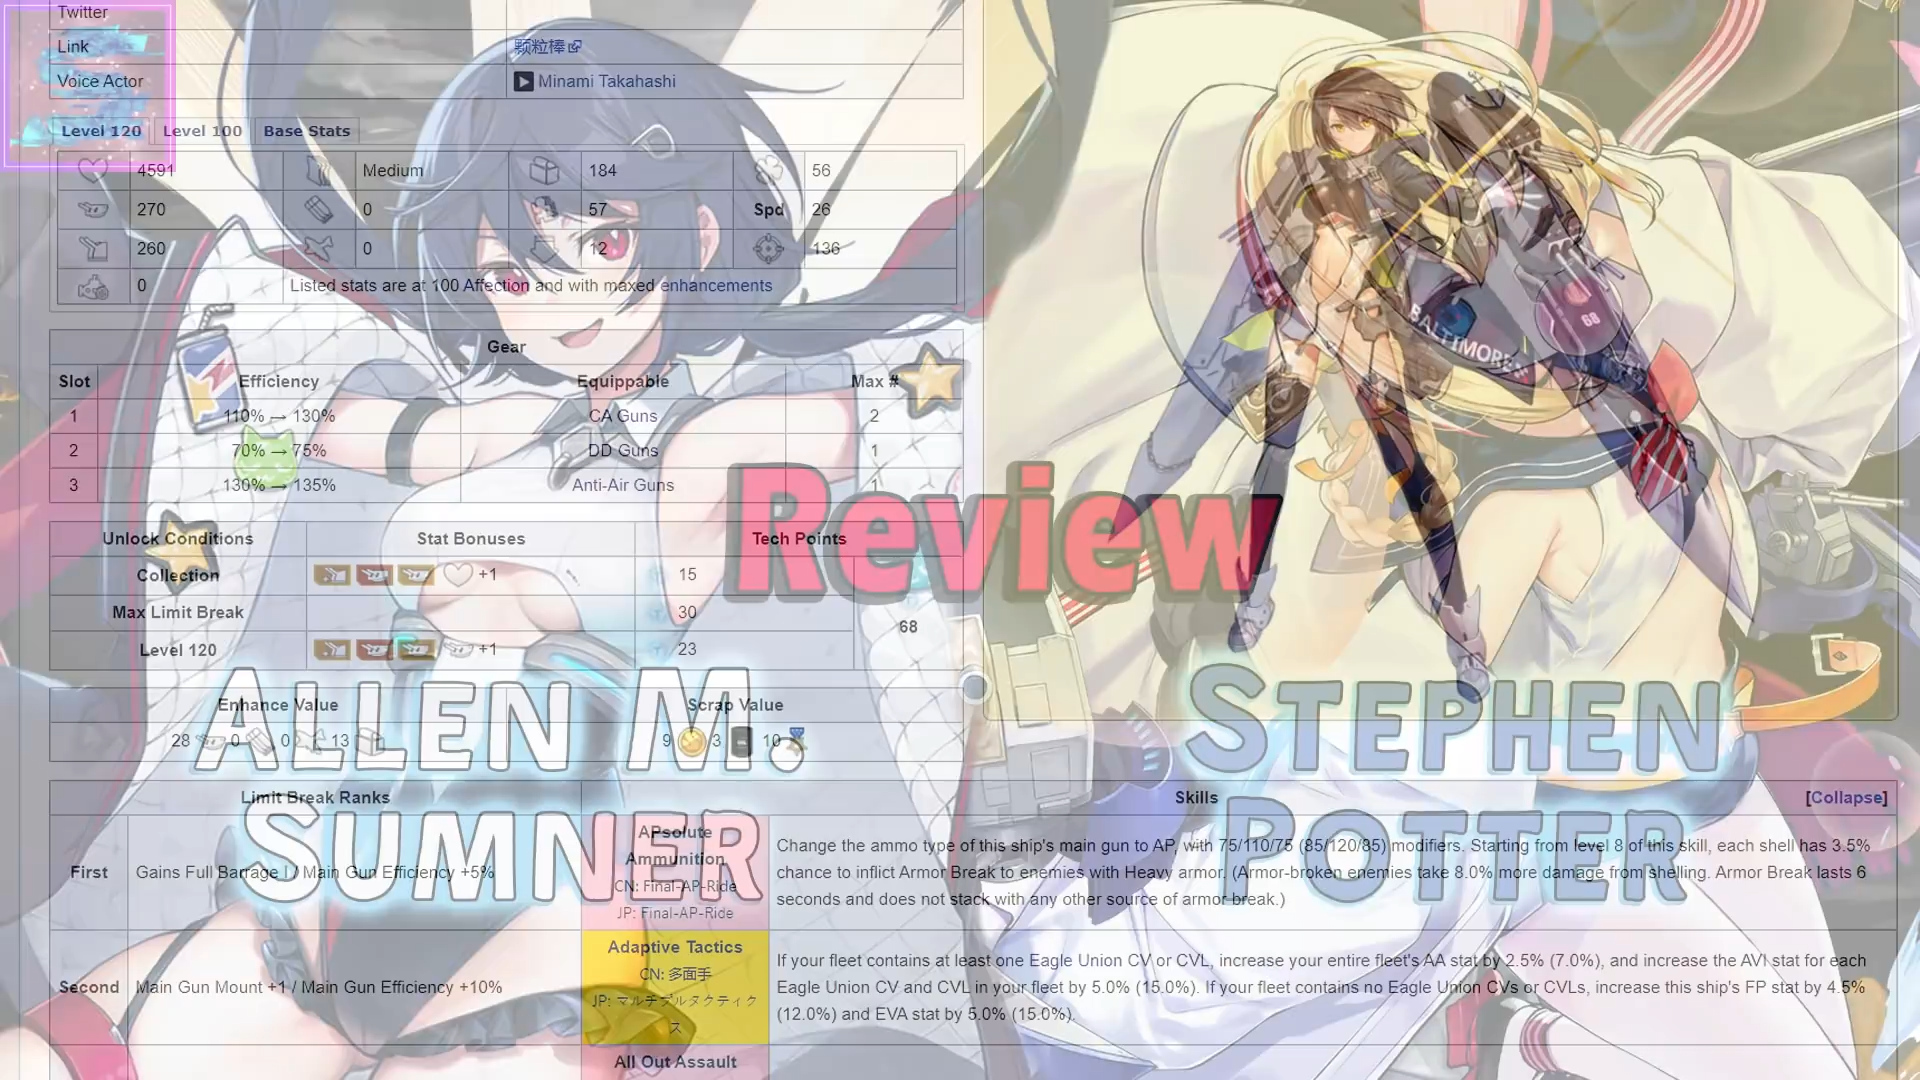 Twitter
Link 颗粒棒
Voice Actor Minami Takahashi
Level 120 Level 100 Base Stats
4591 Medium 184 56
270 0 57 Spd 26
260 0 12 136
0 Listed stats are at 100 Affection and with maxed enhancements
BALTIMORE
68
Gear
Slot Efficiency Equippable Max #
1 110% → 130% CA Guns 2
2 70% → 75% DD Guns 1
3 130% → 135% Anti-Air Guns 1
Review
Unlock Conditions Stat Bonuses Tech Points
Collection +1 15
Max Limit Break 30
68
Level 120 +1 23
Enhance Value Scrap Value
28 0 0 13 9 3 10
ALLEN M.
SUMNER
STEPHEN
POTTER
Limit Break Ranks Skills [Collapse]
First Gains Full Barrage I / Main Gun Efficiency +5%
APsolute
Ammunition
CN: Final-AP-Ride
JP: Final-AP-Ride
Change the ammo type of this ship's main gun to AP, with 75/110/75 (85/120/85) modifiers. Starting from level 8 of this skill, each shell has 3.5%
chance to inflict Armor Break to enemies with Heavy armor. (Armor-broken enemies take 8.0% more damage from shelling. Armor Break lasts 6
seconds and does not stack with any other source of armor break.)
Second Main Gun Mount +1 / Main Gun Efficiency +10%
Adaptive Tactics
CN: 多面手
JP: マルチプルタクティク
ス
If your fleet contains at least one Eagle Union CV or CVL, increase your entire fleet's AA stat by 2.5% (7.0%), and increase the AVI stat for each
Eagle Union CV and CVL in your fleet by 5.0% (15.0%). If your fleet contains no Eagle Union CVs or CVLs, increase this ship's FP stat by 4.5%
(12.0%) and EVA stat by 5.0% (15.0%).
All Out Assault